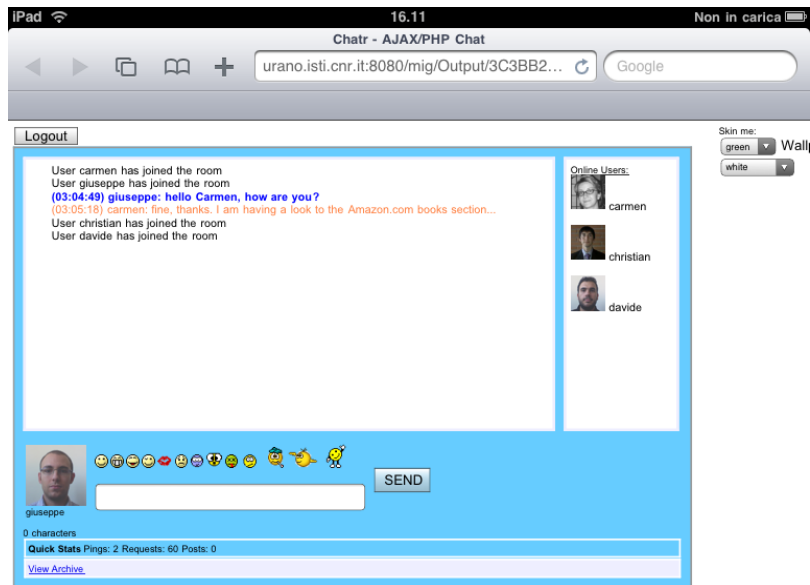 iPad 16.11 Non in carica
Chatr - AJAX/PHP Chat
urano.isti.cnr.it:8080/mig/Output/3C3BB2... Google
Logout
Skin me:
green Wallp
white
User carmen has joined the room
User giuseppe has joined the room
(03:04:49) giuseppe: hello Carmen, how are you?
(03:05:18) carmen: fine, thanks. I am having a look to the Amazon.com books section...
User christian has joined the room
User davide has joined the room
Online Users:
carmen
christian
davide
SEND
giuseppe
0 characters
Quick Stats Pings: 2 Requests: 60 Posts: 0
View Archive